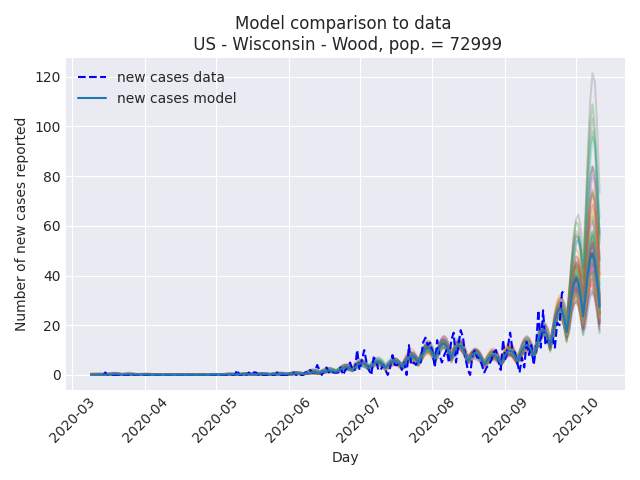 Model comparison to data
US - Wisconsin - Wood, pop. = 72999
new cases data
new cases model
Number of new cases reported
120
100
80
60
40
20
0
2020-03
2020-04
2020-05
2020-06
2020-07
2020-08
2020-09
2020-10
Day